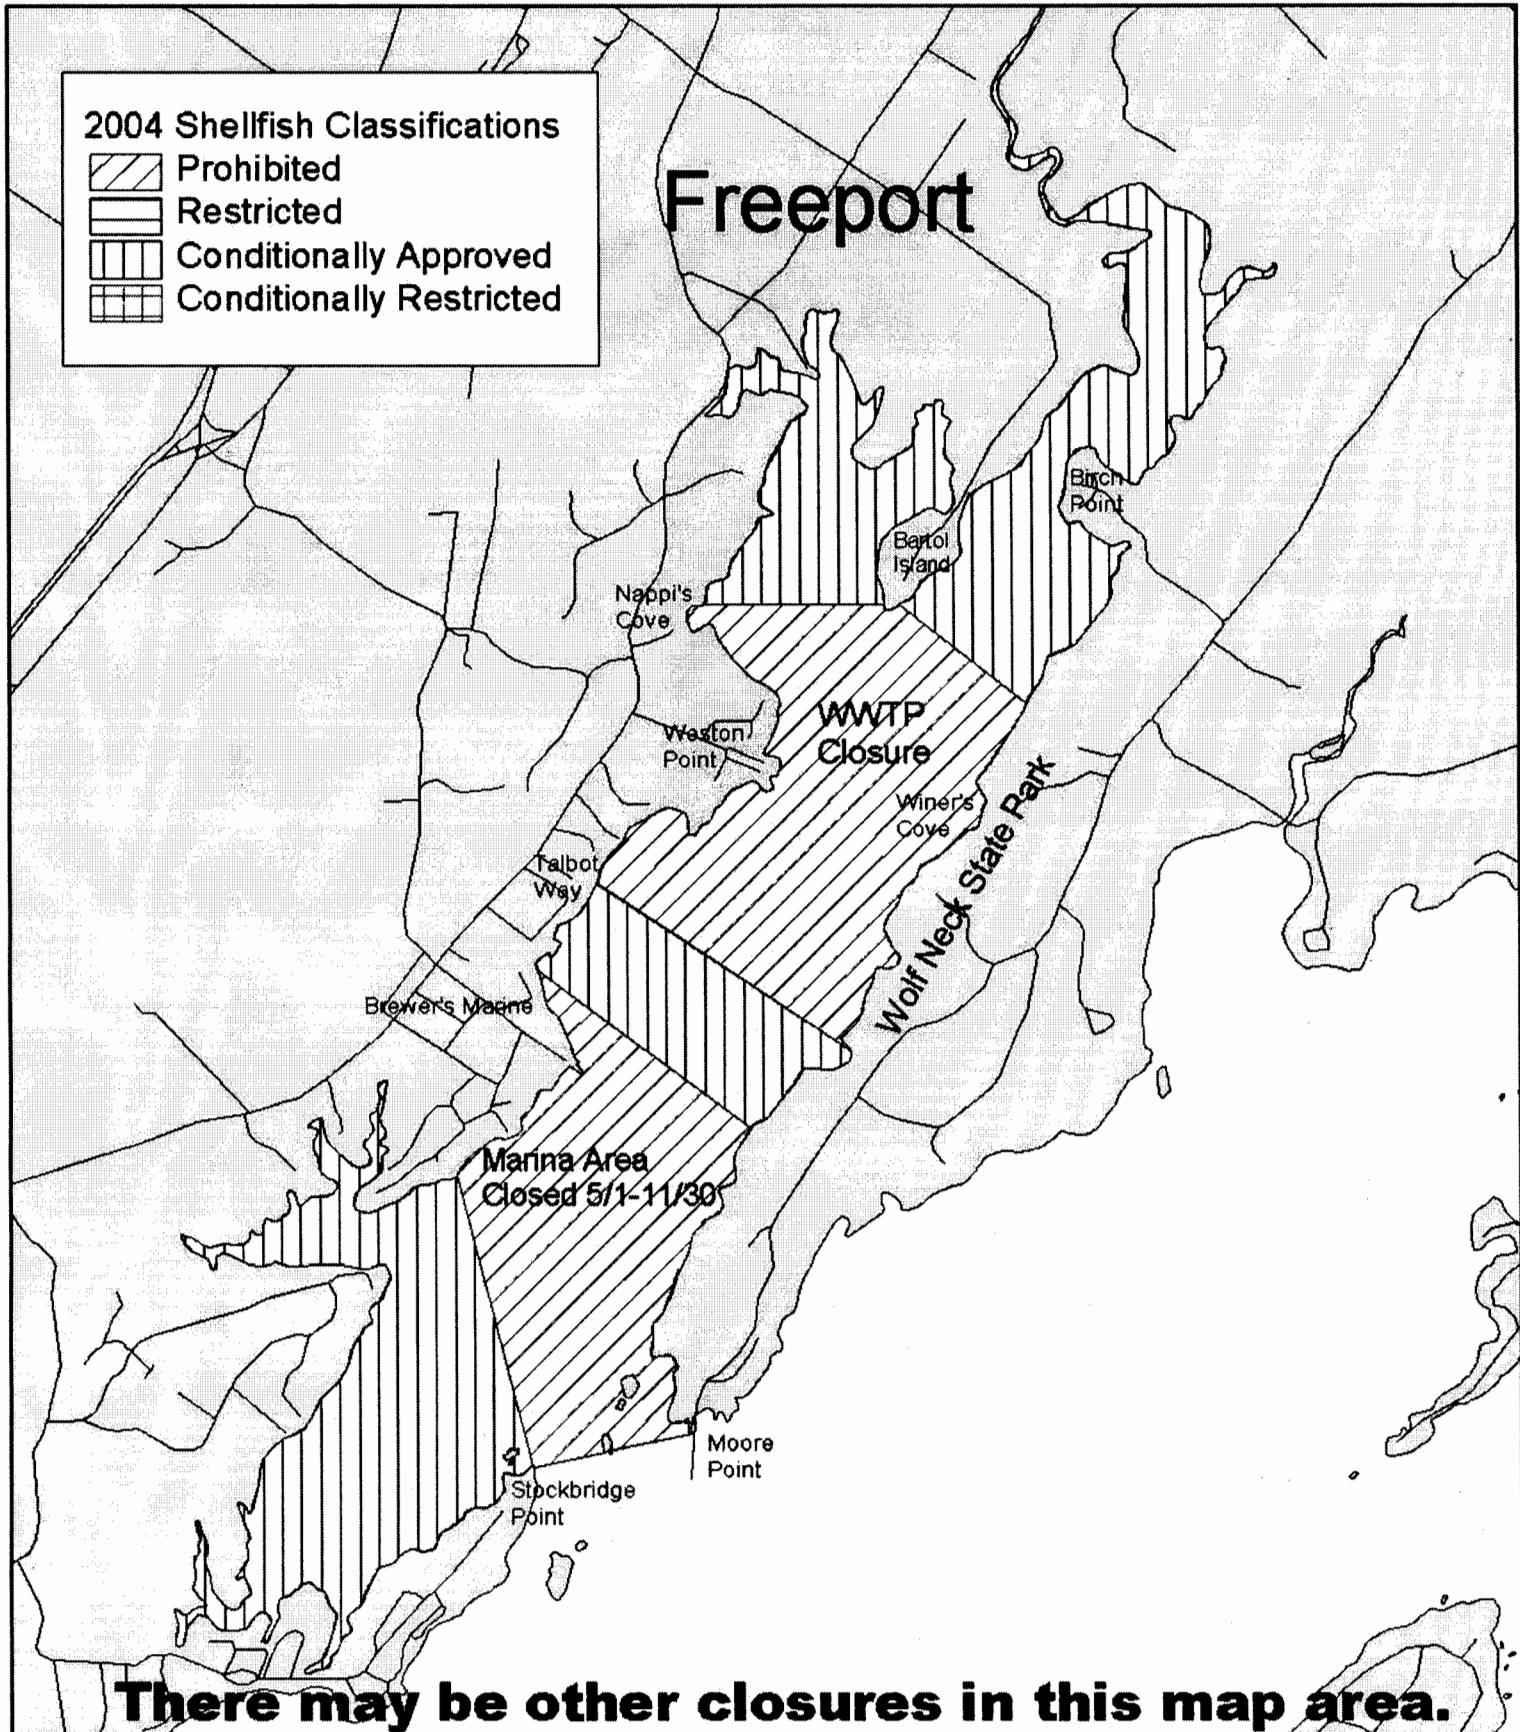 2004 Shellfish Classifications
Prohibited
Restricted
Conditionally Approved
Conditionally Restricted
Freeport
Birch
Point
Bartol
Island
Nappi's
Cove
WWTP
Closure
Weston
Point
Winer's
Cove
Wolf Neck State Park
Talbot
Way
Brewer's Marine
Marina Area
Closed 5/1-11/30
Moore
Point
Stockbridge
Point
There may be other closures in this map area.